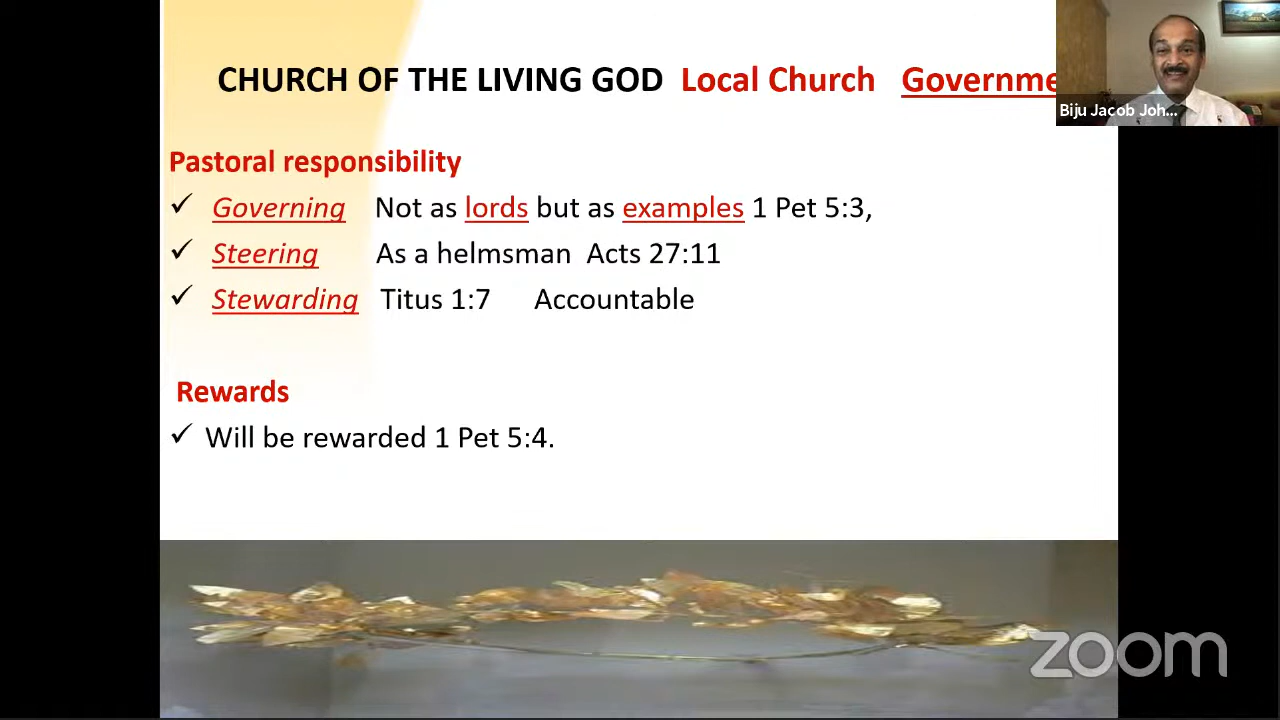 CHURCH OF THE LIVING GOD Local Church Governme
Pastoral responsibility
✓ Governing Not as lords but as examples 1 Pet 5:3,
✓ Steering As a helmsman Acts 27:11
✓ Stewarding Titus 1:7 Accountable
Rewards
✓ Will be rewarded 1 Pet 5:4.
Biju Jacob Joh...
zoom